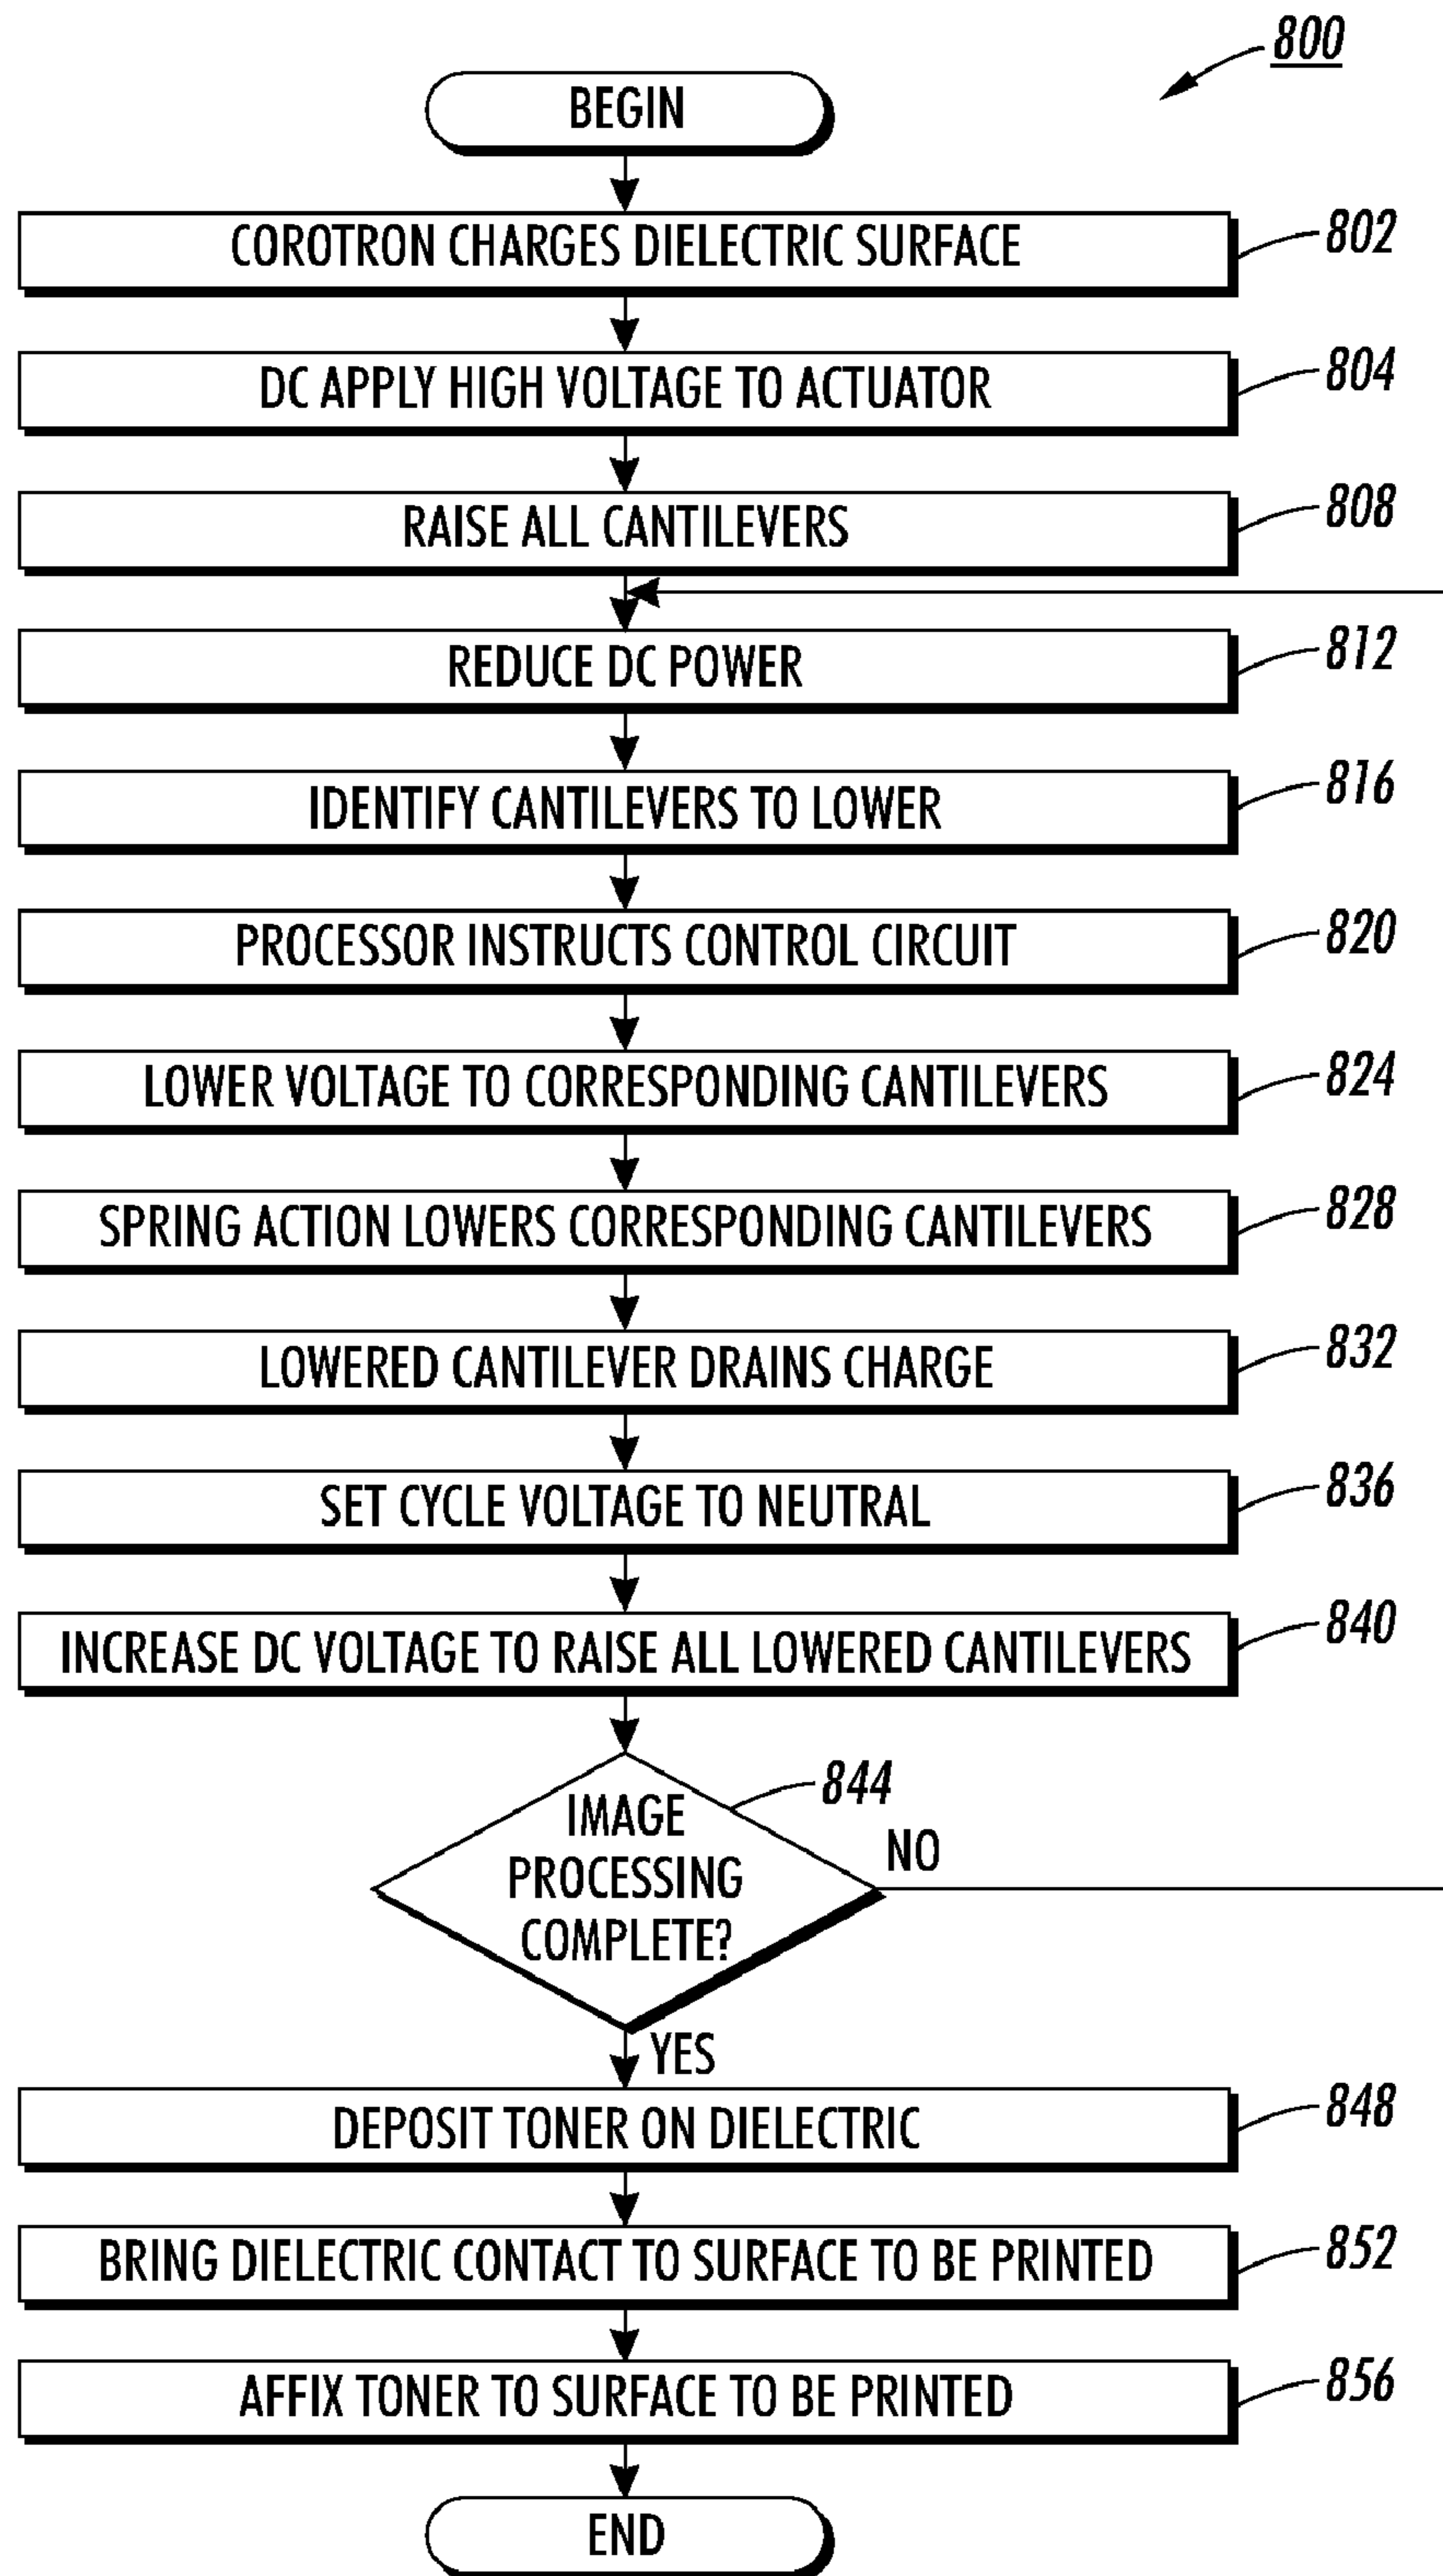 800
BEGIN
COROTRON CHARGES DIELECTRIC SURFACE
802
DC APPLY HIGH VOLTAGE TO ACTUATOR
804
RAISE ALL CANTILEVERS
808
REDUCE DC POWER
812
IDENTIFY CANTILEVERS TO LOWER
816
PROCESSOR INSTRUCTS CONTROL CIRCUIT
820
LOWER VOLTAGE TO CORRESPONDING CANTILEVERS
824
SPRING ACTION LOWERS CORRESPONDING CANTILEVERS
828
LOWERED CANTILEVER DRAINS CHARGE
832
SET CYCLE VOLTAGE TO NEUTRAL
836
INCREASE DC VOLTAGE TO RAISE ALL LOWERED CANTILEVERS
840
IMAGE
PROCESSING
COMPLETE?
844
NO
YES
DEPOSIT TONER ON DIELECTRIC
848
BRING DIELECTRIC CONTACT TO SURFACE TO BE PRINTED
852
AFFIX TONER TO SURFACE TO BE PRINTED
856
END